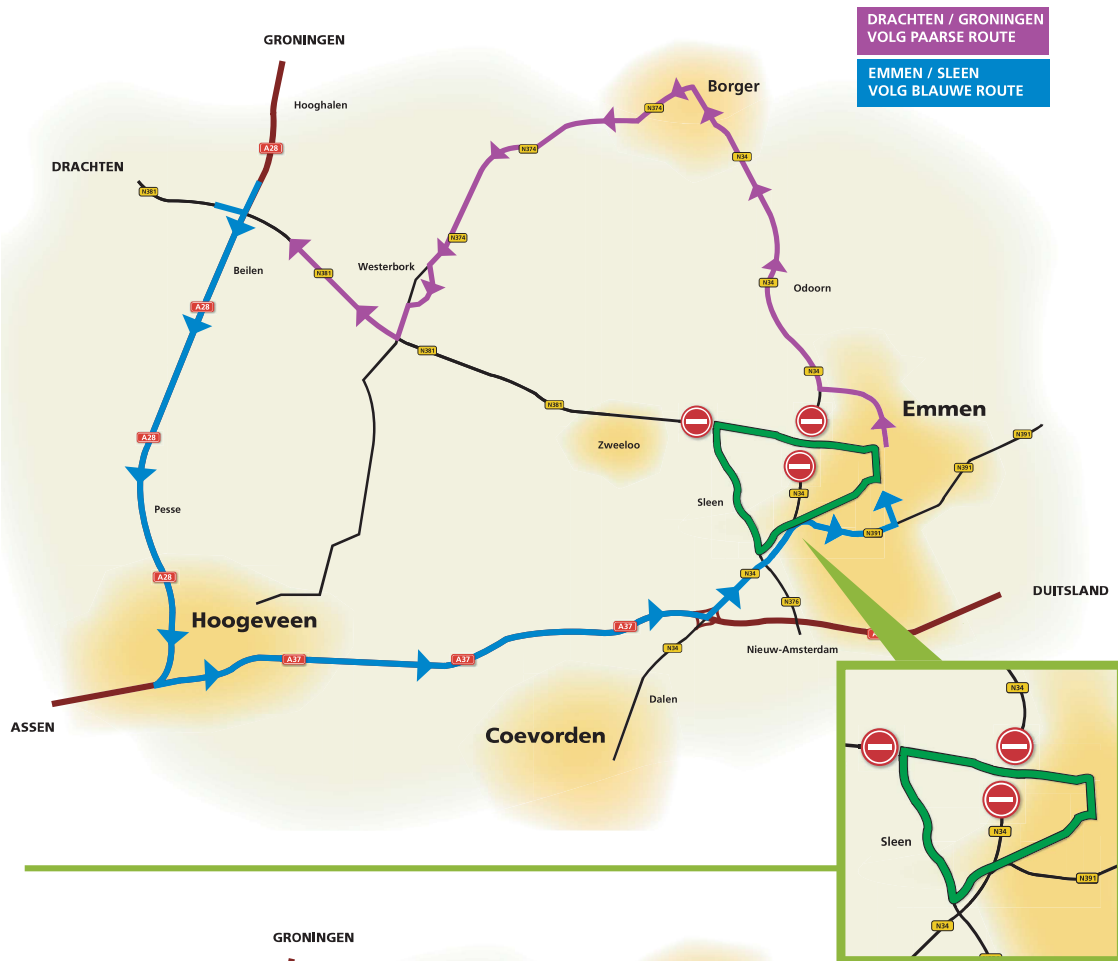 DRACHTEN / GRONINGEN
VOLG PAARSE ROUTE
EMMEN / SLEEN
VOLG BLAUWE ROUTE
GRONINGEN
Hooghalen
A28
DRACHTEN
N381
Borger
N374
N374
N34
N374
Westerbork
Beilen
N381
A28
N34
Odoorn
N381
N34
N381
Emmen
A28
Zweeloo
N391
N391
Pesse
Sleen
N34
N391
A28
N34
DUITSLAND
Hoogeveen
N376
A37
A37
A37
N34
Nieuw-Amsterdam
Dalen
ASSEN
Coevorden
N34
Sleen
N34
N391
N34
GRONINGEN